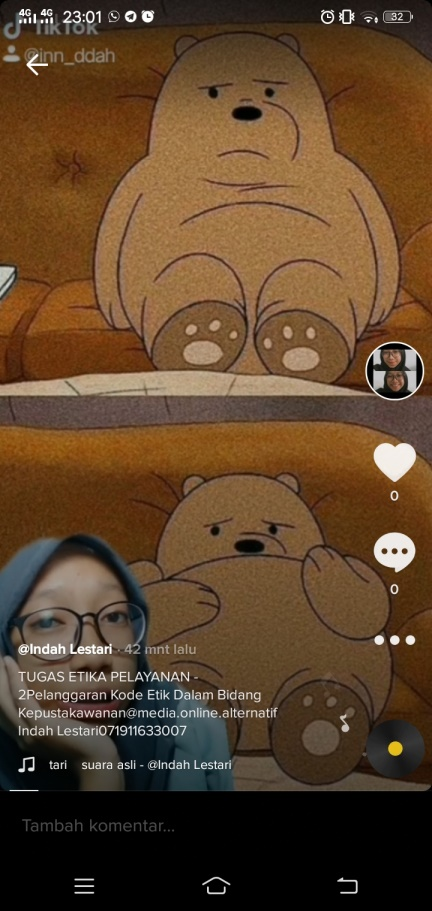 4G 4G 23:01 32
TikTok
@inn_ddah
0
0
@Indah Lestari · 42 mnt lalu
TUGAS ETIKA PELAYANAN -
2Pelanggaran Kode Etik Dalam Bidang
Kepustakawanan@media.online.alternatif
Indah Lestari071911633007
tari suara asli - @Indah Lestari
Tambah komentar...